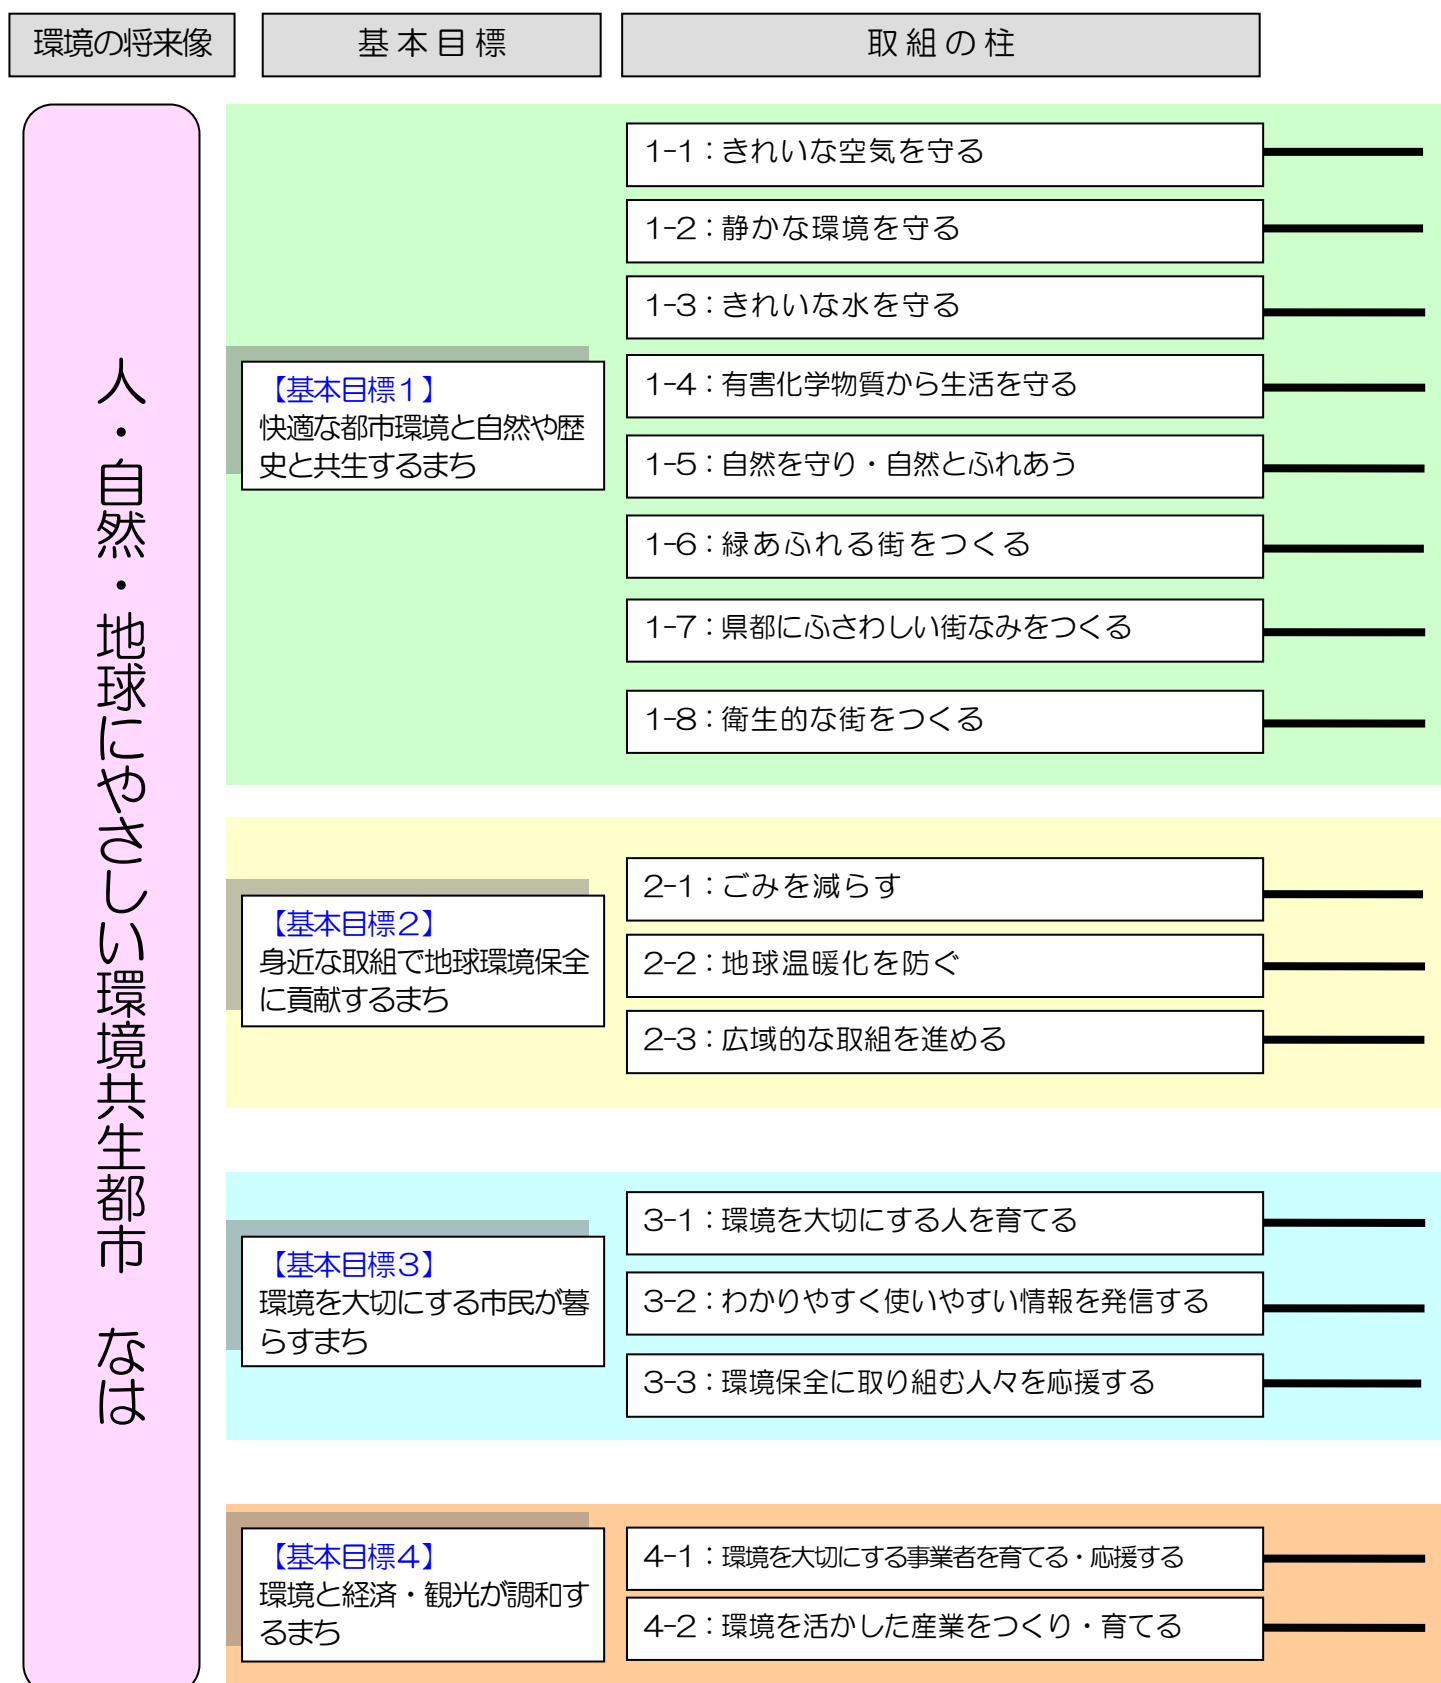 環境の将来像
基本目標
取組の柱
人・自然・地球にやさしい環境共生都市 なは
【基本目標1】
快適な都市環境と自然や歴
史と共生するまち
1-1：きれいな空気を守る
1-2：静かな環境を守る
1-3：きれいな水を守る
1-4：有害化学物質から生活を守る
1-5：自然を守り・自然とふれあう
1-6：緑あふれる街をつくる
1-7：県都にふさわしい街なみをつくる
1-8：衛生的な街をつくる
【基本目標2】
身近な取組で地球環境保全
に貢献するまち
2-1：ごみを減らす
2-2：地球温暖化を防ぐ
2-3：広域的な取組を進める
【基本目標3】
環境を大切にする市民が暮
らすまち
3-1：環境を大切にする人を育てる
3-2：わかりやすく使いやすい情報を発信する
3-3：環境保全に取り組む人々を応援する
【基本目標4】
環境と経済・観光が調和す
るまち
4-1：環境を大切にする事業者を育てる・応援する
4-2：環境を活かした産業をつくり・育てる